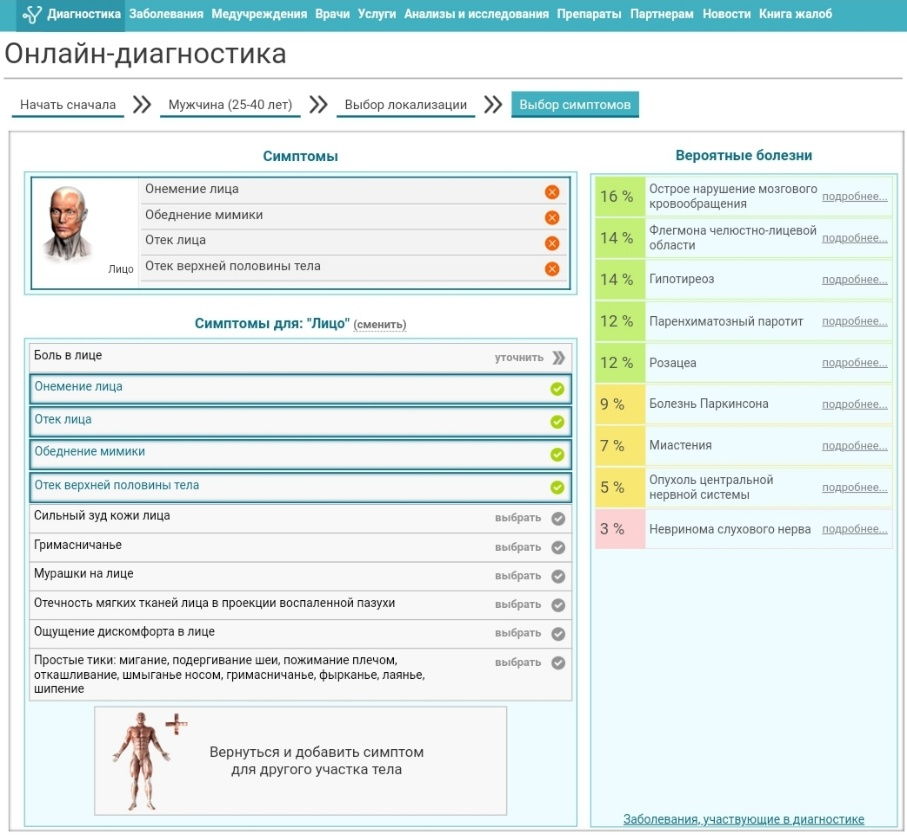 Диагностика Заболевания Медучреждения Врачи Услуги Анализы и исследования Препараты Партнерам Новости Книга жалоб
Онлайн-диагностика
Начать сначала Мужчина (25-40 лет) Выбор локализации Выбор симптомов
Симптомы
Лицо
Онемение лица
Обеднение мимики
Отек лица
Отек верхней половины тела
Симптомы для: "Лицо" (сменить)
Боль в лице уточнить
Онемение лица
Отек лица
Обеднение мимики
Отек верхней половины тела
Сильный зуд кожи лица выбрать
Гримасничанье выбрать
Мурашки на лице выбрать
Отечность мягких тканей лица в проекции воспаленной пазухи выбрать
Ощущение дискомфорта в лице выбрать
Простые тики: мигание, подергивание шеи, пожимание плечом, выбрать
откашливание, шмыганье носом, гримасничанье, фырканье, лаянье,
шипение
Вернуться и добавить симптом
для другого участка тела
Вероятные болезни
16 % Острое нарушение мозгового
кровообращения подробнее...
14 % Флегмона челюстно-лицевой
области подробнее...
14 % Гипотиреоз подробнее...
12 % Паренхиматозный паротит подробнее...
12 % Розацеа подробнее...
9 % Болезнь Паркинсона подробнее...
7 % Миастения подробнее...
5 % Опухоль центральной
нервной системы подробнее...
3 % Невринома слухового нерва подробнее...
Заболевания, участвующие в диагностике